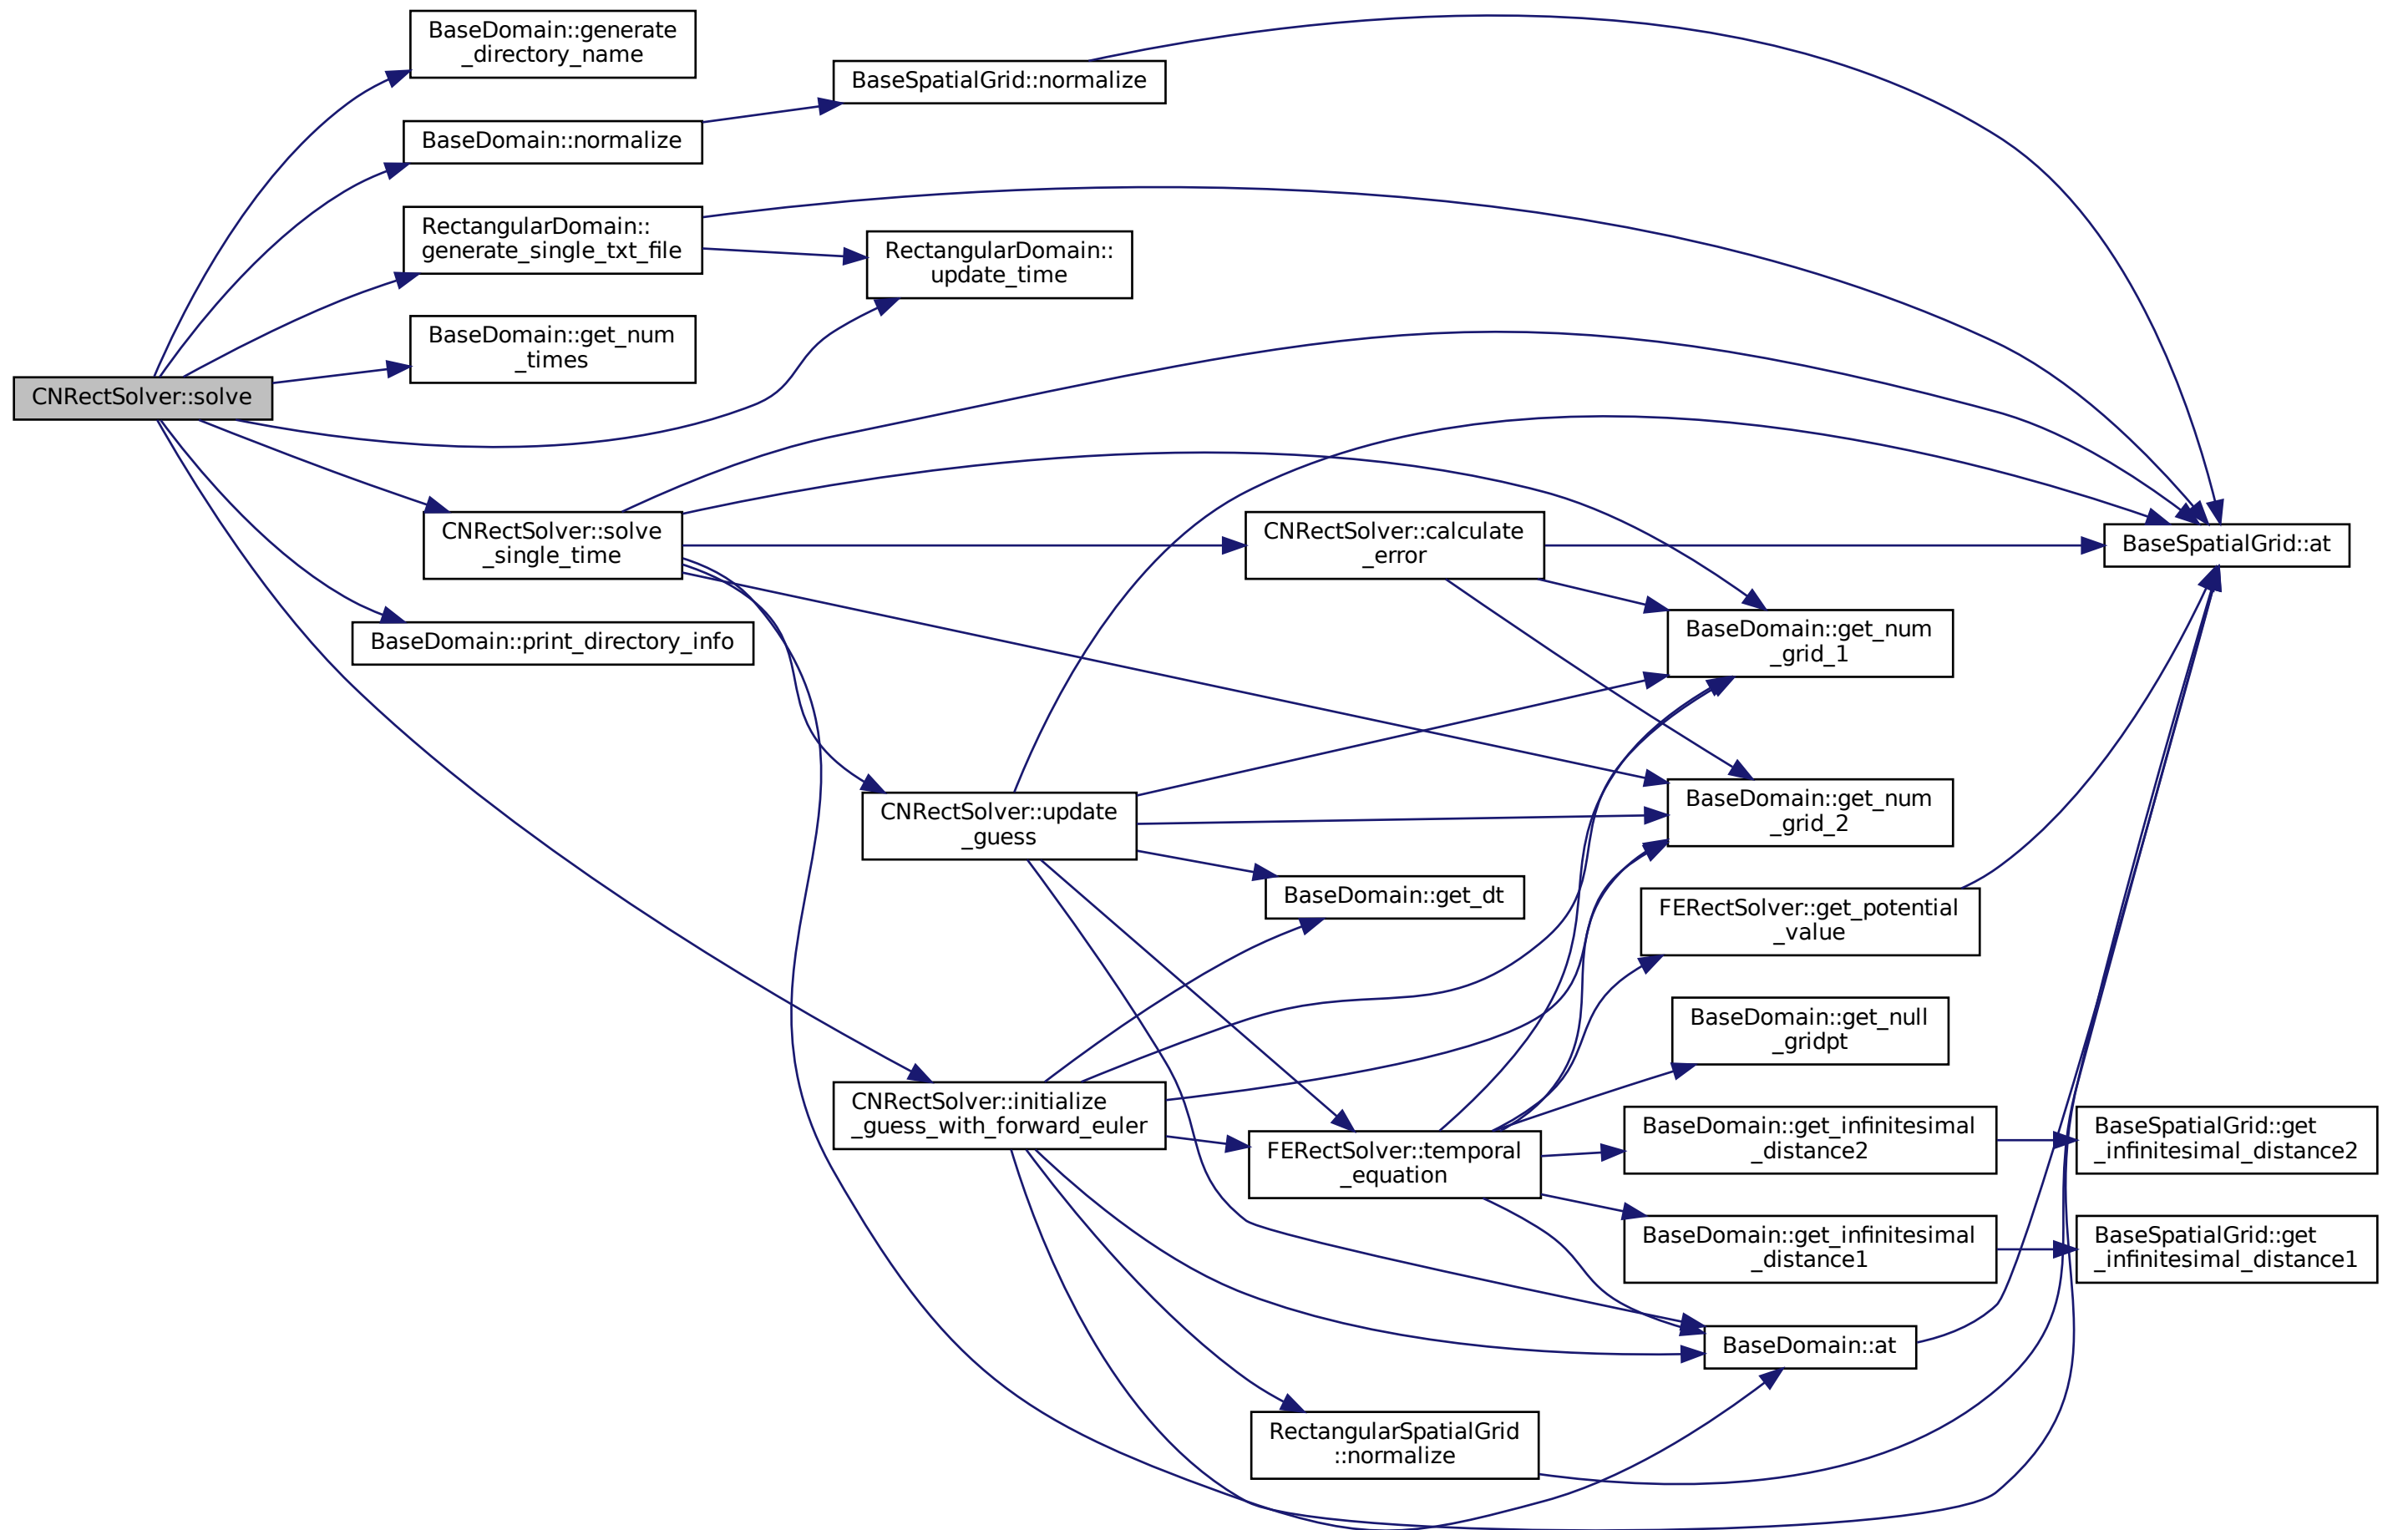 BaseDomain::generate
_directory_name
BaseSpatialGrid::normalize
BaseDomain::normalize
RectangularDomain::
generate_single_txt_file
RectangularDomain::
update_time
BaseDomain::get_num
_times
CNRectSolver::solve
CNRectSolver::solve
_single_time
CNRectSolver::calculate
_error
BaseSpatialGrid::at
BaseDomain::print_directory_info
BaseDomain::get_num
_grid_1
CNRectSolver::update
_guess
BaseDomain::get_num
_grid_2
BaseDomain::get_dt
FERectSolver::get_potential
_value
BaseDomain::get_null
_gridpt
CNRectSolver::initialize
_guess_with_forward_euler
FERectSolver::temporal
_equation
BaseDomain::get_infinitesimal
_distance2
BaseSpatialGrid::get
_infinitesimal_distance2
BaseDomain::get_infinitesimal
_distance1
BaseSpatialGrid::get
_infinitesimal_distance1
BaseDomain::at
RectangularSpatialGrid
::normalize